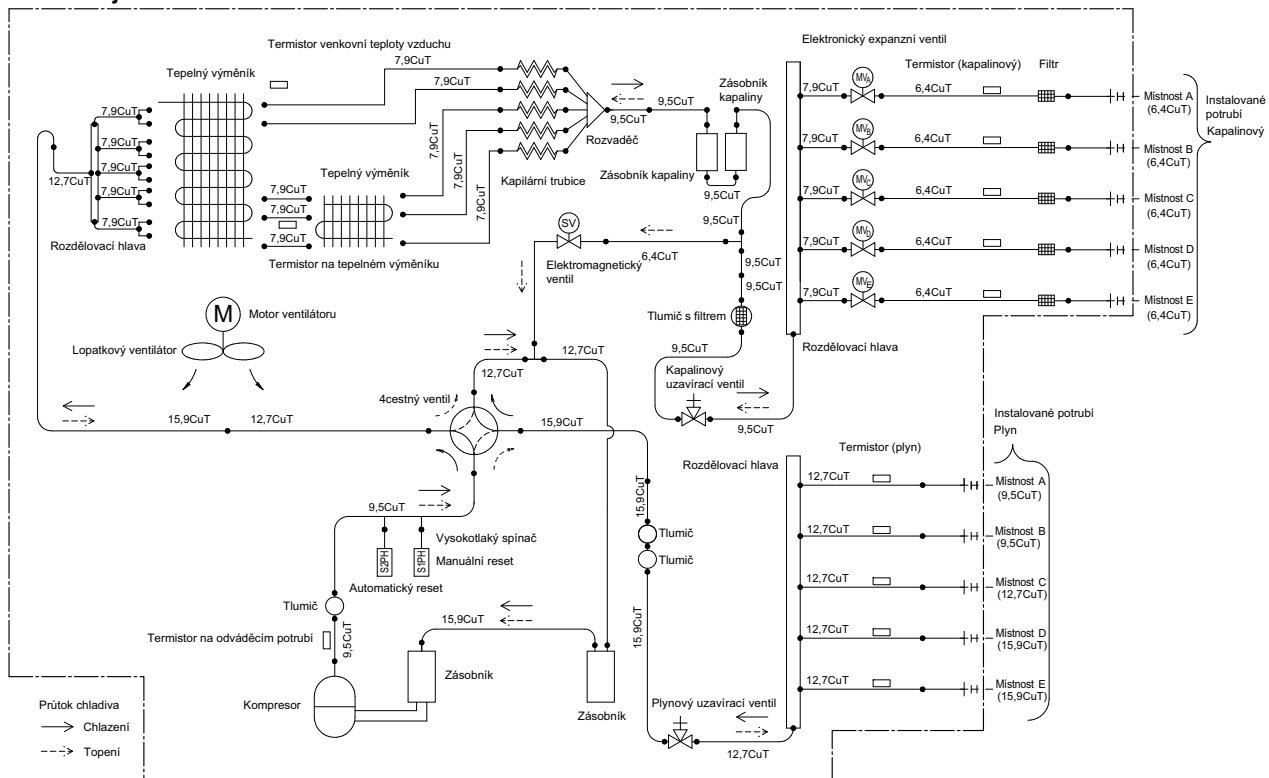 Termistor venkovní teploty vzduchu
7,9CuT
Tepelný výměník
7,9CuT
7,9CuT
7,9CuT
7,9CuT
7,9CuT
7,9CuT
12,7CuT
7,9CuT
Rozdělovací hlava
7,9CuT
7,9CuT
7,9CuT
Tepelný výměník
Termistor na tepelném výměníku
7,9CuT
7,9CuT
7,9CuT
Kapilární trubice
Rozvaděč
9,5CuT
9,5CuT
Zásobník
kapaliny
Zásobník kapaliny
9,5CuT
9,5CuT
SV
6,4CuT
Elektromagnetický
ventil
9,5CuT
9,5CuT
Tlumič s filtrem
9,5CuT
Kapalinový
uzavírací ventil
9,5CuT
Rozdělovací hlava
Elektronický expanzní ventil
Termistor (kapalinový)
Filtr
7,9CuT
MVA
6,4CuT
Místnost A
(6,4CuT)
7,9CuT
MVB
6,4CuT
Místnost B
(6,4CuT)
7,9CuT
MVC
6,4CuT
Místnost C
(6,4CuT)
7,9CuT
MVD
6,4CuT
Místnost D
(6,4CuT)
7,9CuT
MVE
6,4CuT
Místnost E
(6,4CuT)
Instalované
potrubí
Kapalinový
M
Motor ventilátoru
Lopatkový ventilátor
15,9CuT
12,7CuT
4cestný ventil
12,7CuT
12,7CuT
15,9CuT
9,5CuT
Vysokotlaký spínač
S2PH
S1PH
Manuální reset
Automatický reset
Tlumič
Termistor na odváděcím potrubí
9,5CuT
Kompresor
15,9CuT
Zásobník
Zásobník
15,9CuT
Tlumič
Tlumič
15,9CuT
Plynový uzavírací ventil
12,7CuT
Rozdělovací hlava
Termistor (plyn)
Instalované potrubí
Plyn
12,7CuT
Místnost A
(9,5CuT)
12,7CuT
Místnost B
(9,5CuT)
12,7CuT
Místnost C
(12,7CuT)
12,7CuT
Místnost D
(15,9CuT)
12,7CuT
Místnost E
(15,9CuT)
Průtok chladiva
Chlazení
Topení